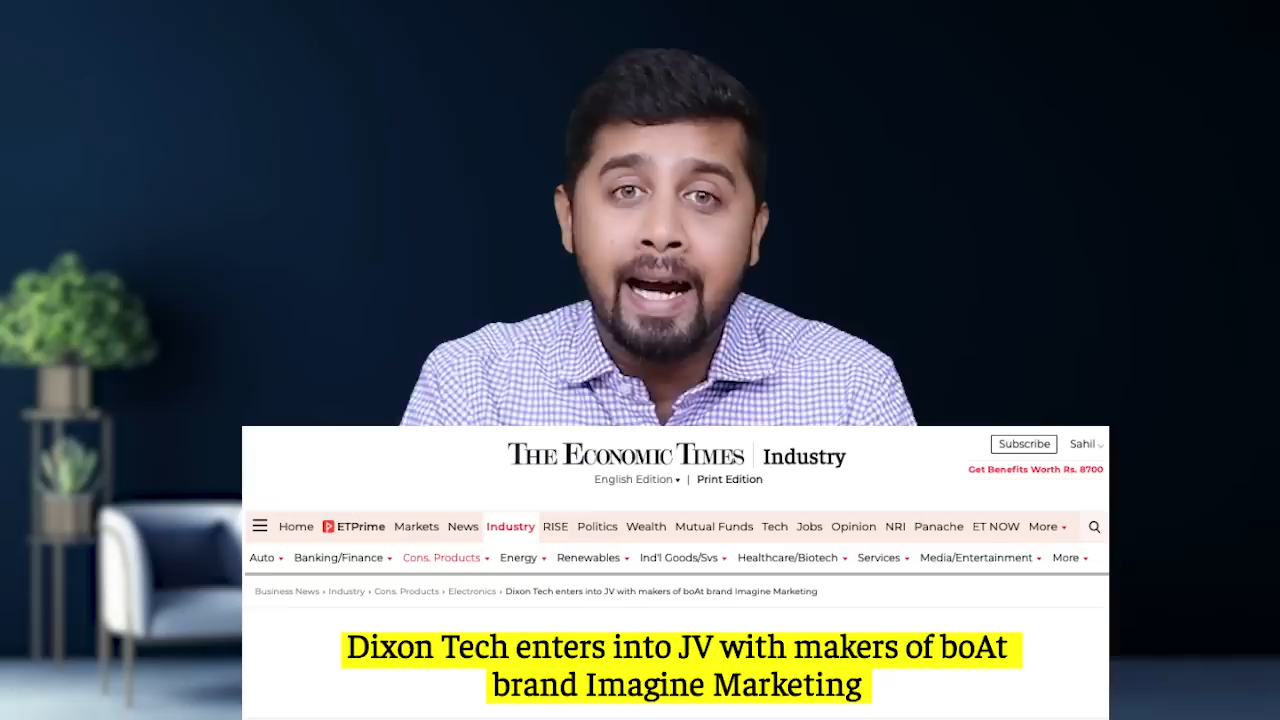 THE ECONOMIC TIMES | Industry
Subscribe Sahil
English Edition | Print Edition
Get Benefits Worth Rs. 8700
Home ETPrime Markets News Industry RISE Politics Wealth Mutual Funds Tech Jobs Opinion NRI Panache ET NOW More
Auto Banking/Finance Cons. Products Energy Renewables Ind'l Goods/Svs Healthcare/Biotech Services Media/Entertainment More
Business News › Industry › Cons. Products › Electronics › Dixon Tech enters into JV with makers of boAt brand Imagine Marketing
Dixon Tech enters into JV with makers of boAt
brand Imagine Marketing